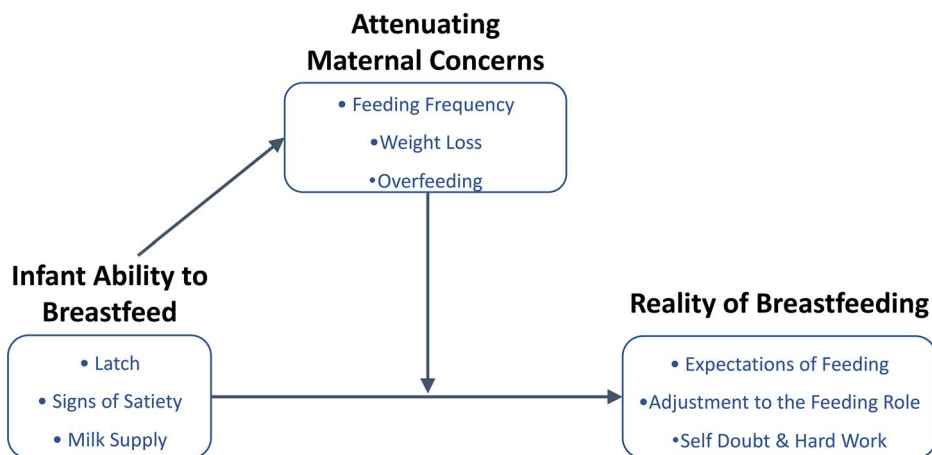 Attenuating
Maternal Concerns
• Feeding Frequency
•Weight Loss
•Overfeeding
Infant Ability to
Breastfeed
• Latch
• Signs of Satiety
• Milk Supply
Reality of Breastfeeding
• Expectations of Feeding
•Adjustment to the Feeding Role
•Self Doubt & Hard Work